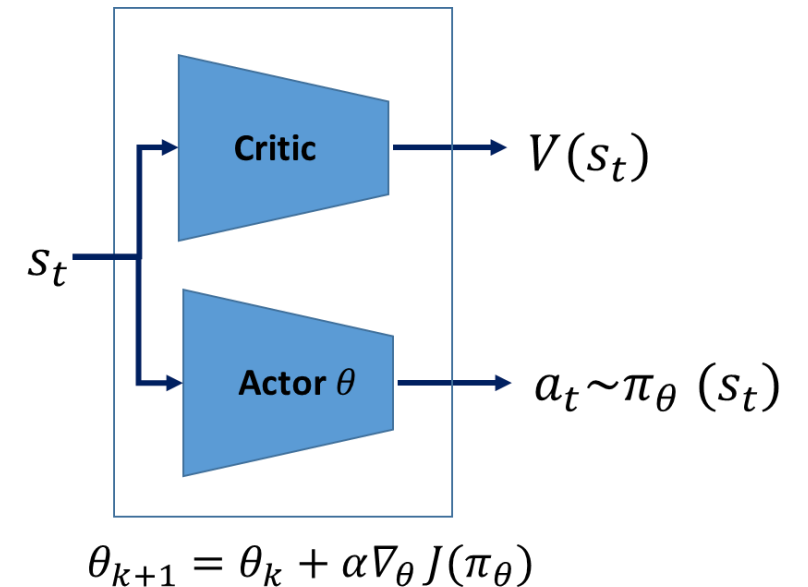 Critic
V(s_t)
s_t
Actor θ
a_t~π_θ (s_t)
θ_{k+1} = θ_k + α∇_θ J(π_θ)